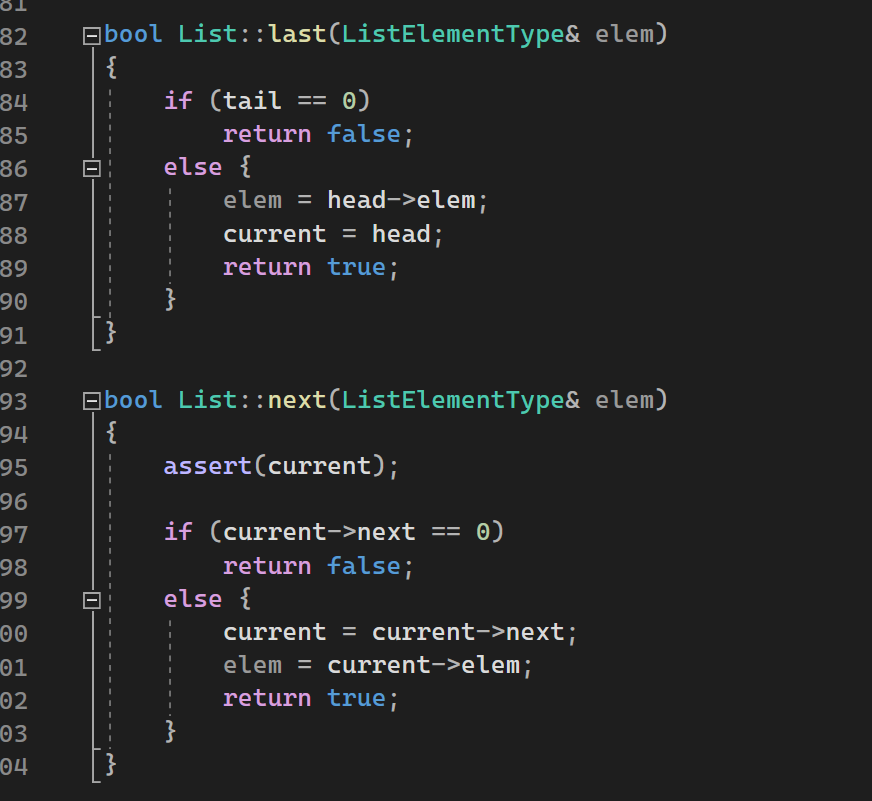 81
82 bool List::last(ListElementType& elem)
83 {
84 if (tail == 0)
85 return false;
86 else {
87 elem = head->elem;
88 current = head;
89 return true;
90 }
91 }
92
93 bool List::next(ListElementType& elem)
94 {
95 assert(current);
96
97 if (current->next == 0)
98 return false;
99 else {
00 current = current->next;
01 elem = current->elem;
02 return true;
03 }
04 }